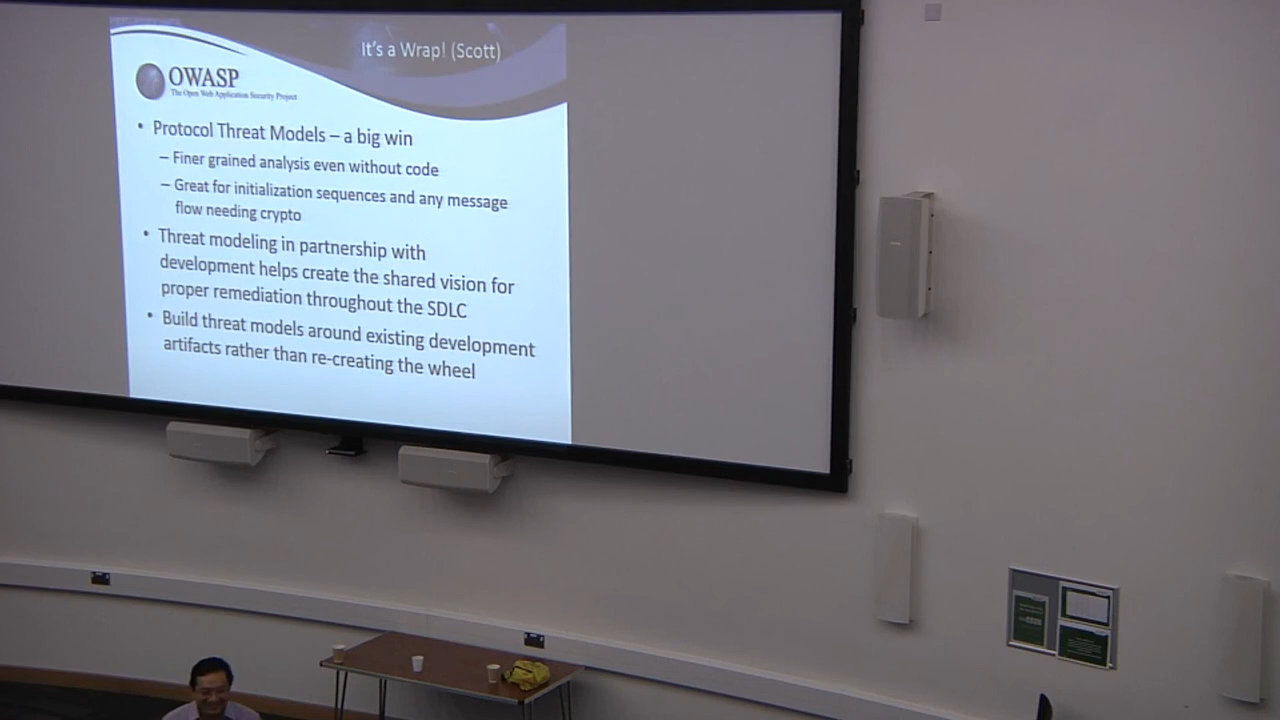 It's a Wrap! (Scott)
OWASP
The Open Web Application Security Project
• Protocol Threat Models – a big win
– Finer grained analysis even without code
– Great for initialization sequences and any message
flow needing crypto
• Threat modeling in partnership with
development helps create the shared vision for
proper remediation throughout the SDLC
• Build threat models around existing development
artifacts rather than re-creating the wheel